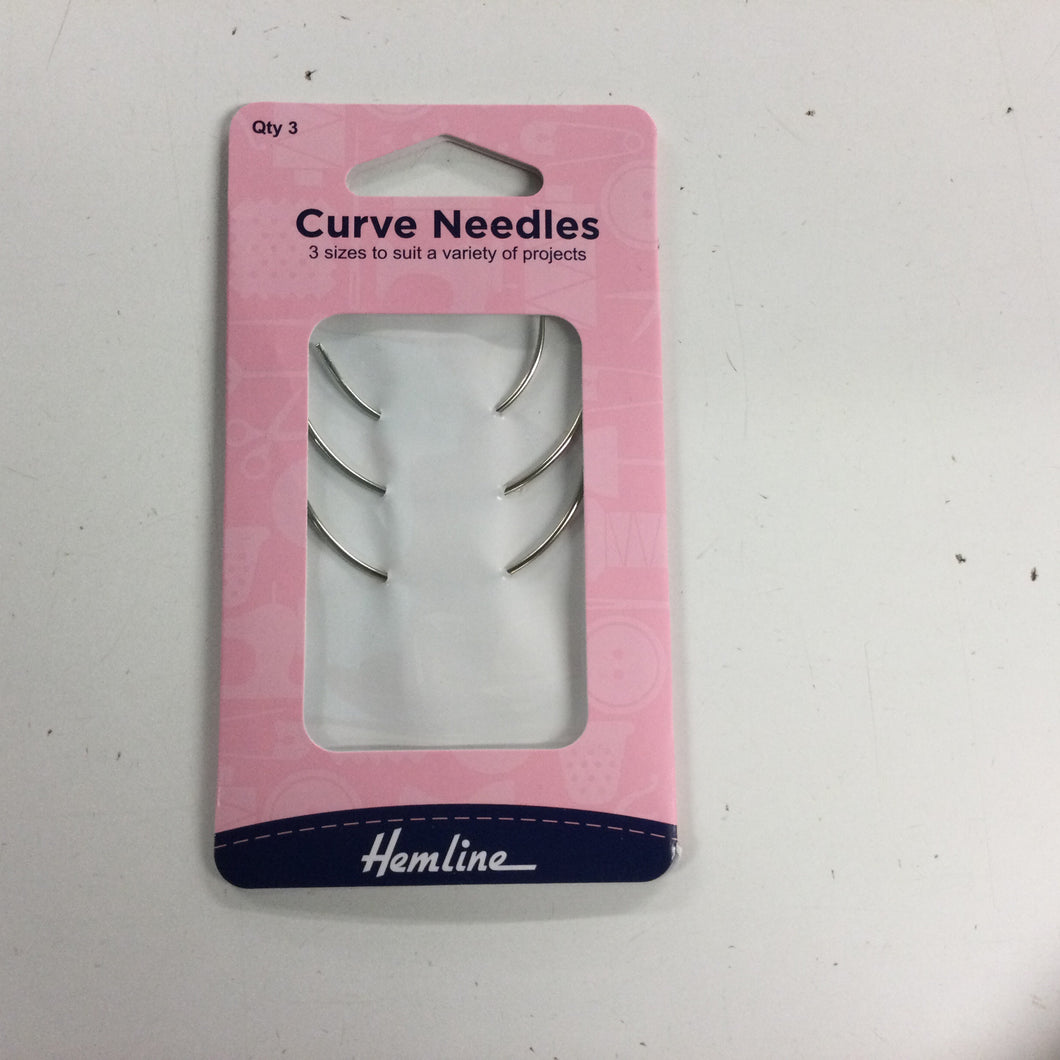 Qty 3
Curve Needles
3 sizes to suit a variety of projects
Hemline